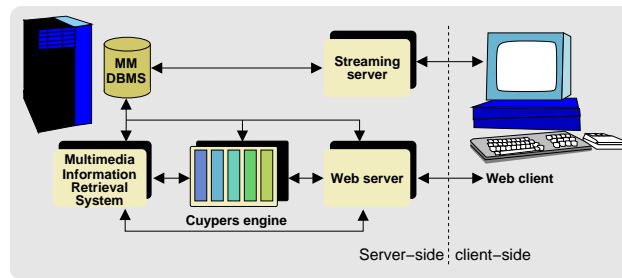 MM
DBMS
Streaming
server
Multimedia
Information
Retrieval
System
Cuypers engine
Web server
Web client
Server−side
client−side